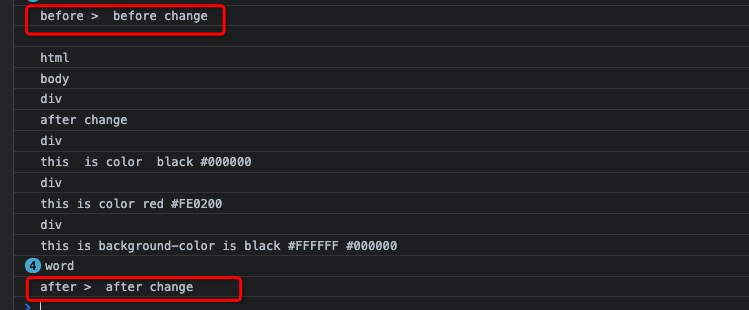 before >  before change
html
body
div
after change
div
this  is color  black #000000
div
this is color red #FE0200
div
this is background-color is black #FFFFFF #000000
4 word
after >  after change
>